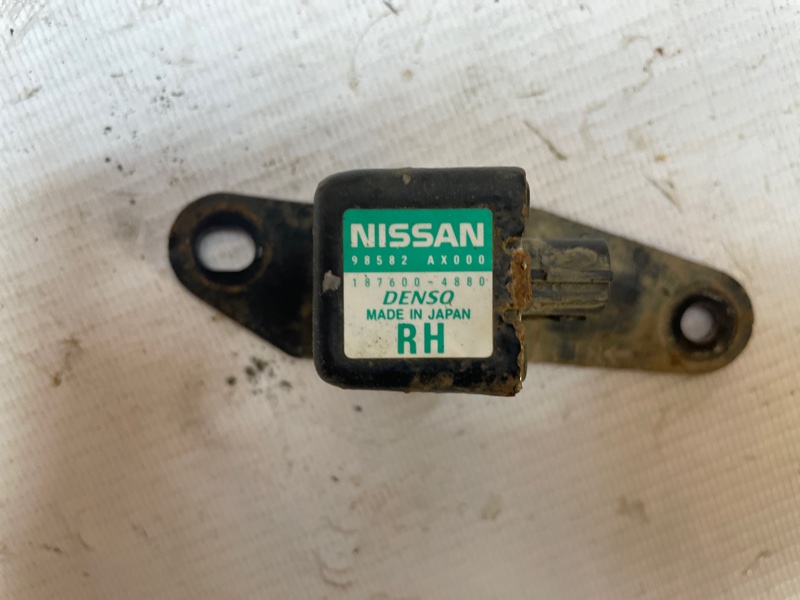 NISSAN
98582 AX000
187600-4880
DENSO
MADE IN JAPAN
RH